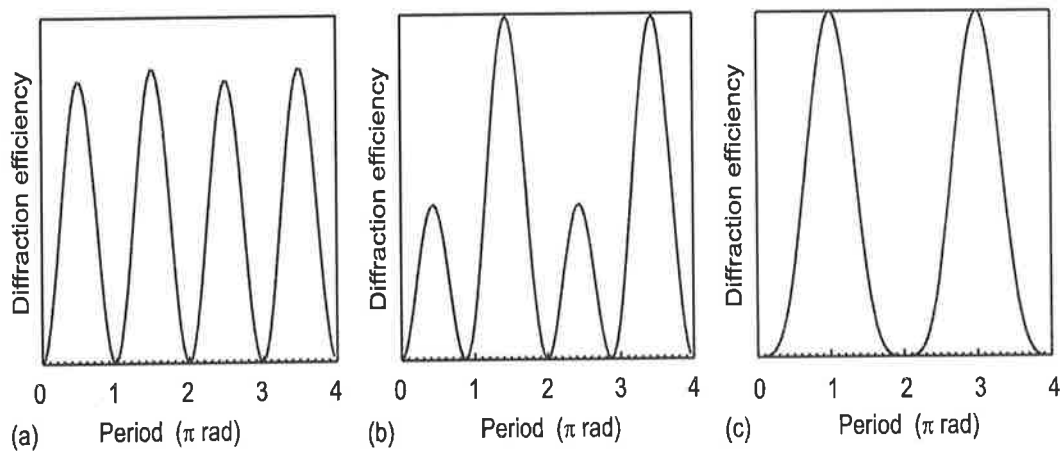 Diffraction efficiency
0 1 2 3 4
(a) Period (π rad)
Diffraction efficiency
0 1 2 3 4
(b) Period (π rad)
Diffraction efficiency
0 1 2 3 4
(c) Period (π rad)